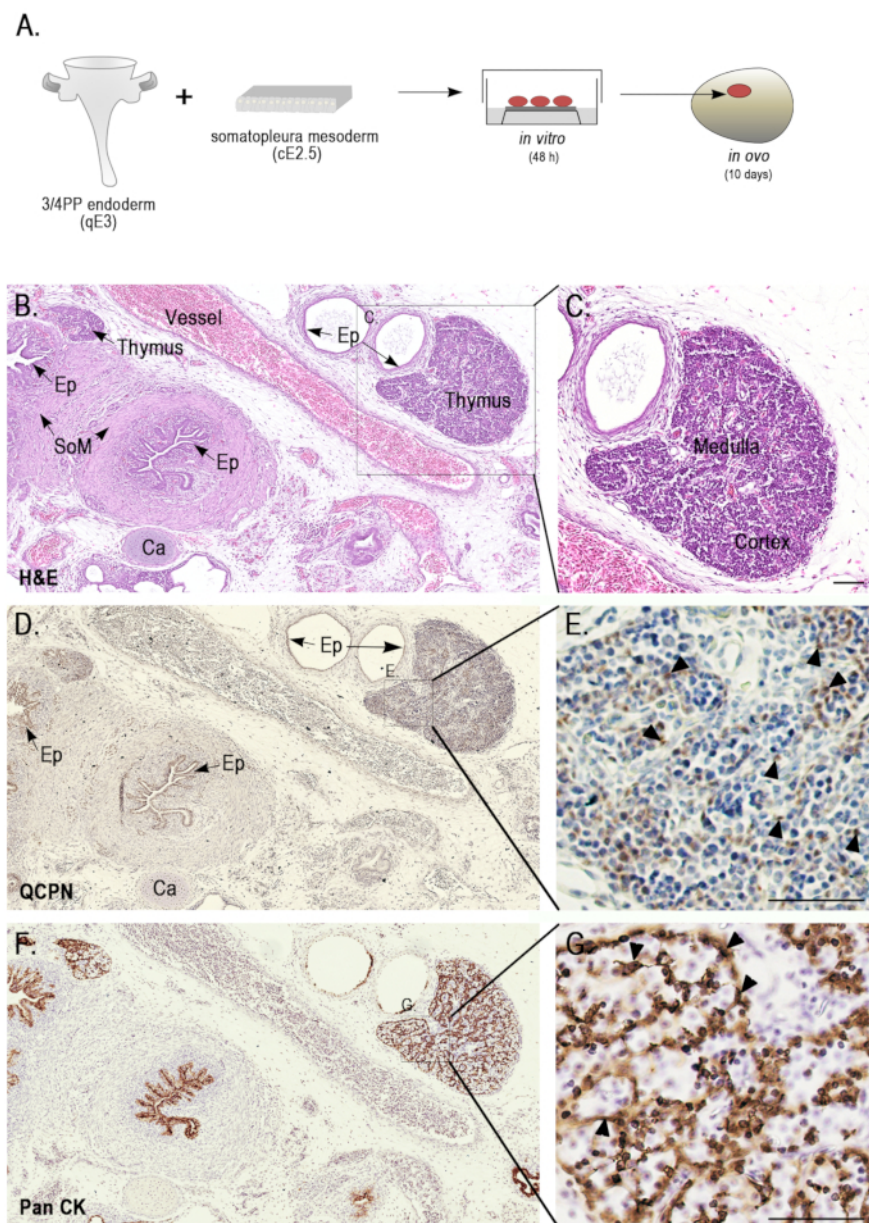 A.
+
3/4PP endoderm
(qE3)
somatopleura mesoderm
(cE2.5)
in vitro
(48 h)
in ovo
(10 days)
B.
Vessel
Thymus
Ep
SoM
Ep
Ca
H&E
C.
Ep
Thymus
C.
Medulla
Cortex
D.
Ep
E.
Ep
Ep
Ca
QCPN
E.
F.
G.
Pan CK
G.